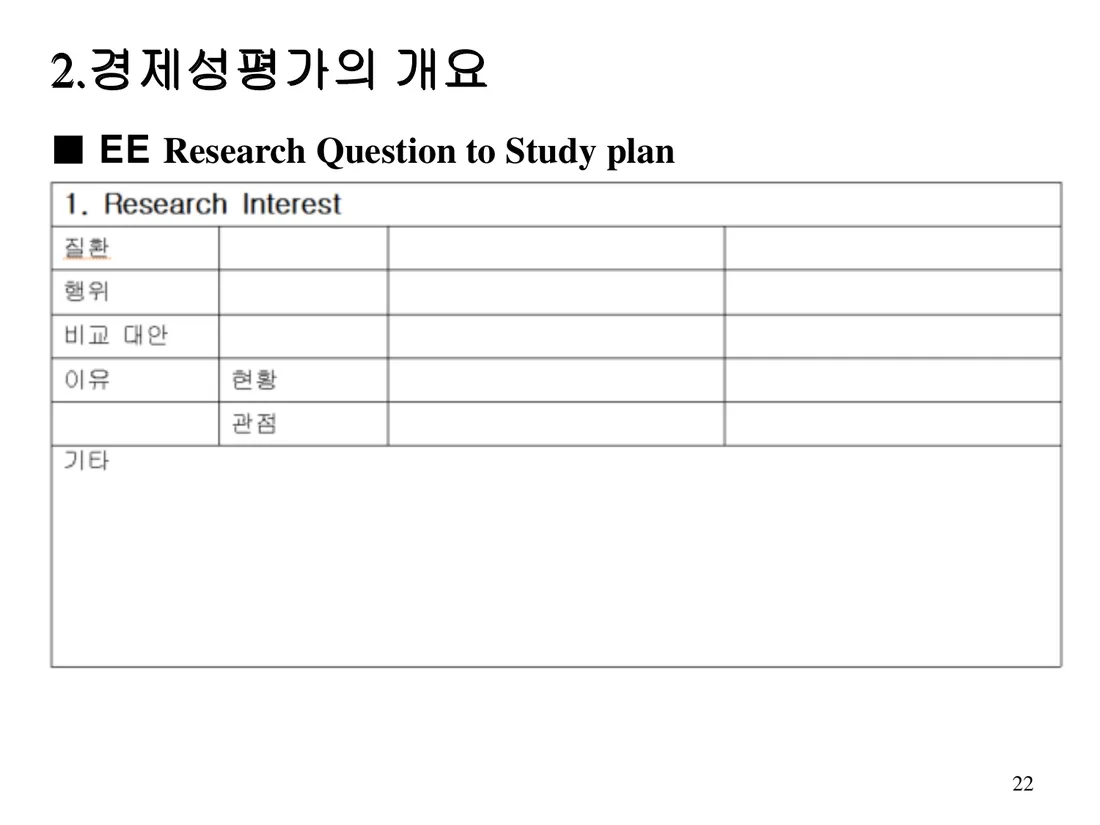 2.경제성평가의 개요
■ EE Research Question to Study plan
1. Research Interest
질환
행위
비교 대안
이유 현황
관점
기타
22